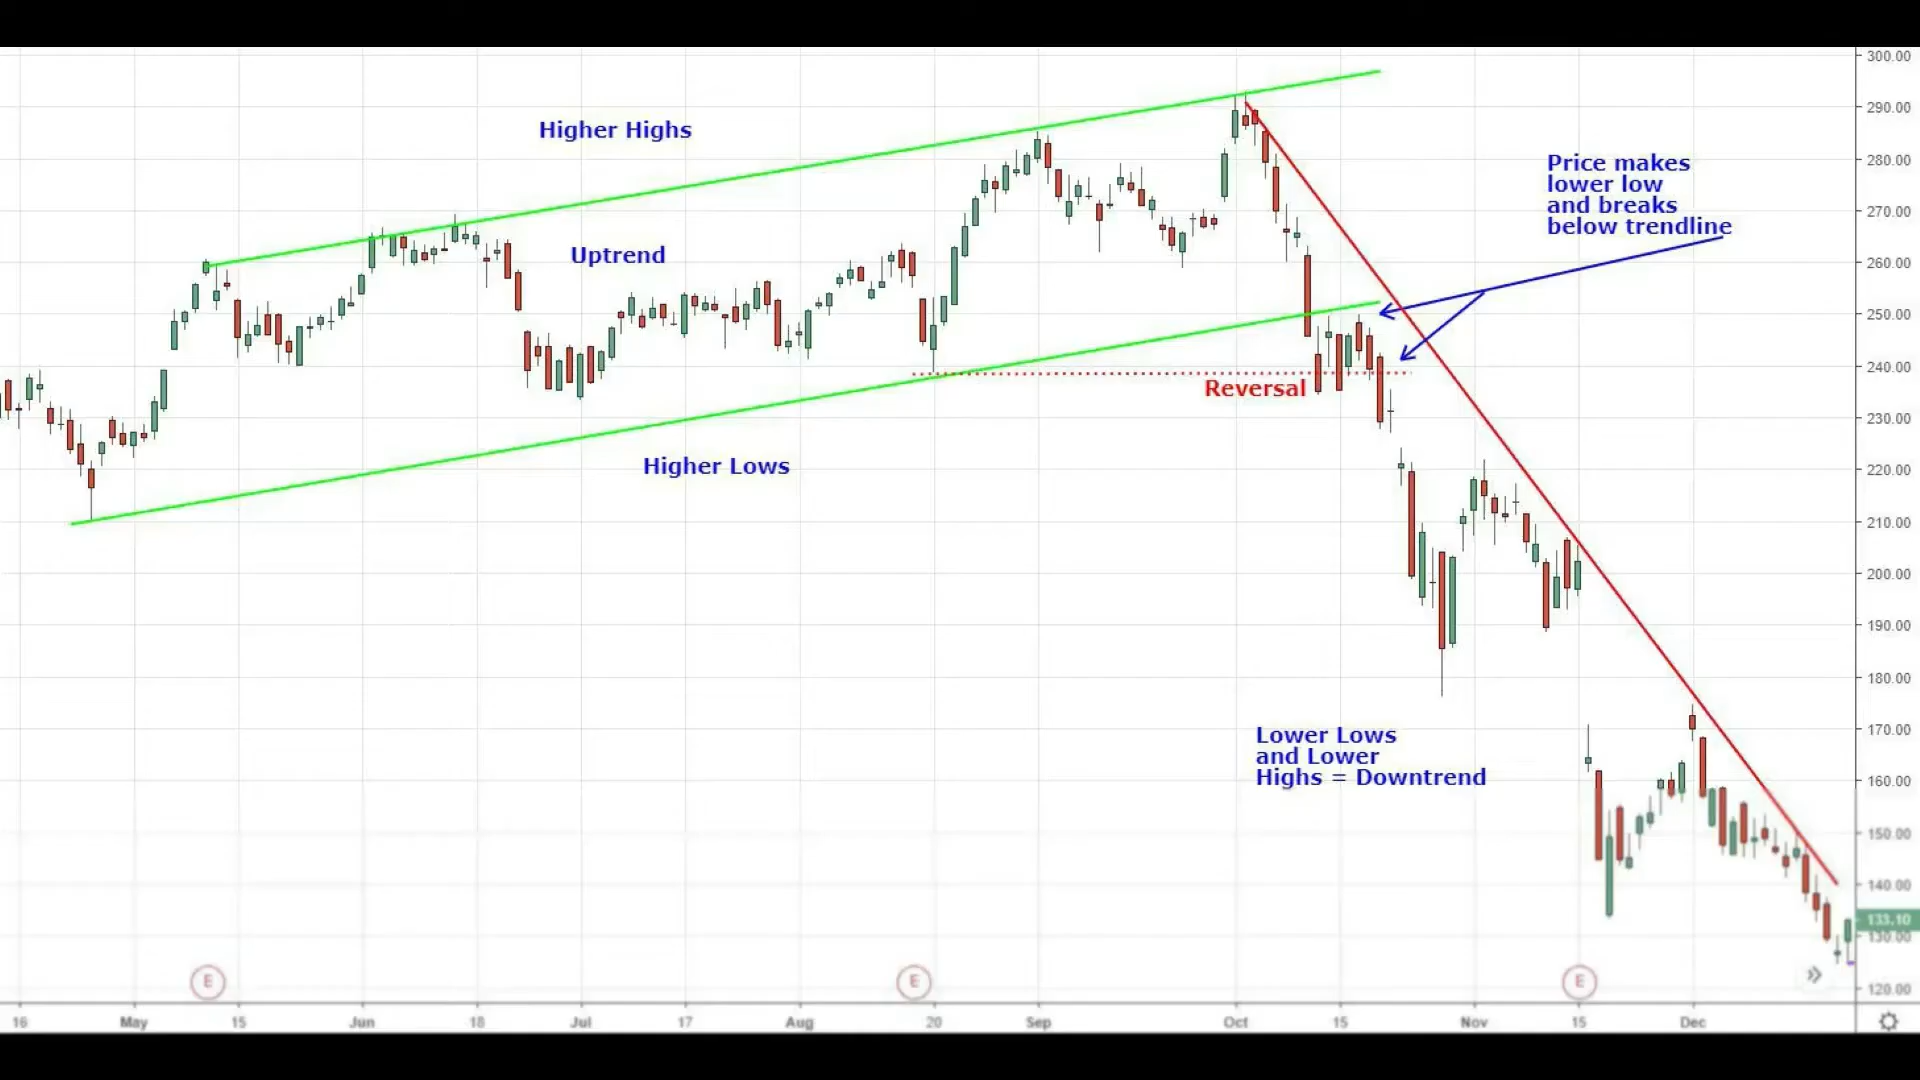 300.00
290.00
Higher Highs
Price makes
lower low
and breaks
below trendline
280.00
270.00
Uptrend
260.00
250.00
240.00
Reversal
230.00
Higher Lows
220.00
210.00
200.00
190.00
180.00
Lower Lows
and Lower
Highs = Downtrend
170.00
160.00
150.00
140.00
133.10
130.00
E E E
120.00
16 May 15 Jun 18 Jul 17 Aug 20 Sep Oct 15 Nov 15 Dec